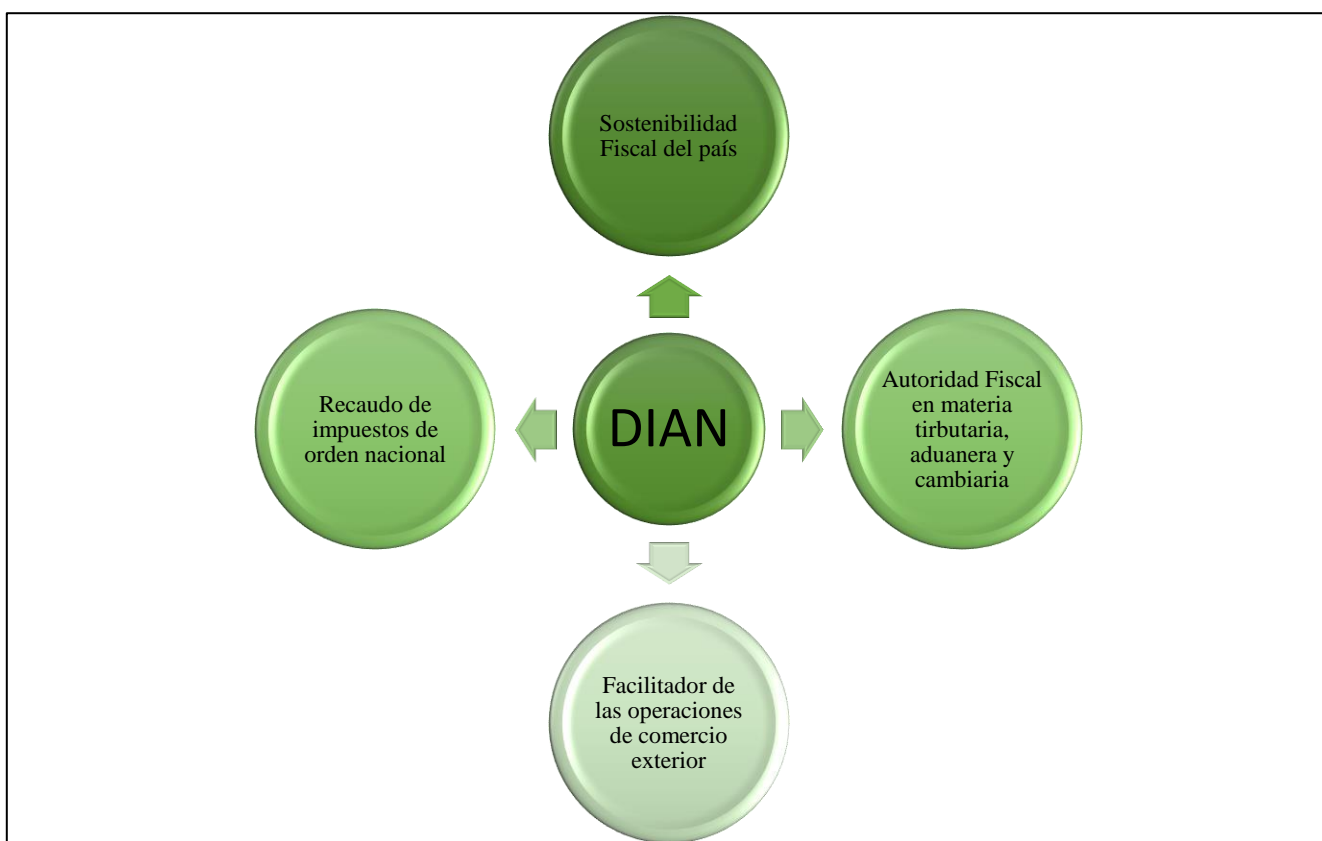 Sostenibilidad
Fiscal del país
Recaudo de
impuestos de
orden nacional
DIAN
Autoridad Fiscal
en materia
tirbutaria,
aduanera y
cambiaria
Facilitador de
las operaciones
de comercio
exterior